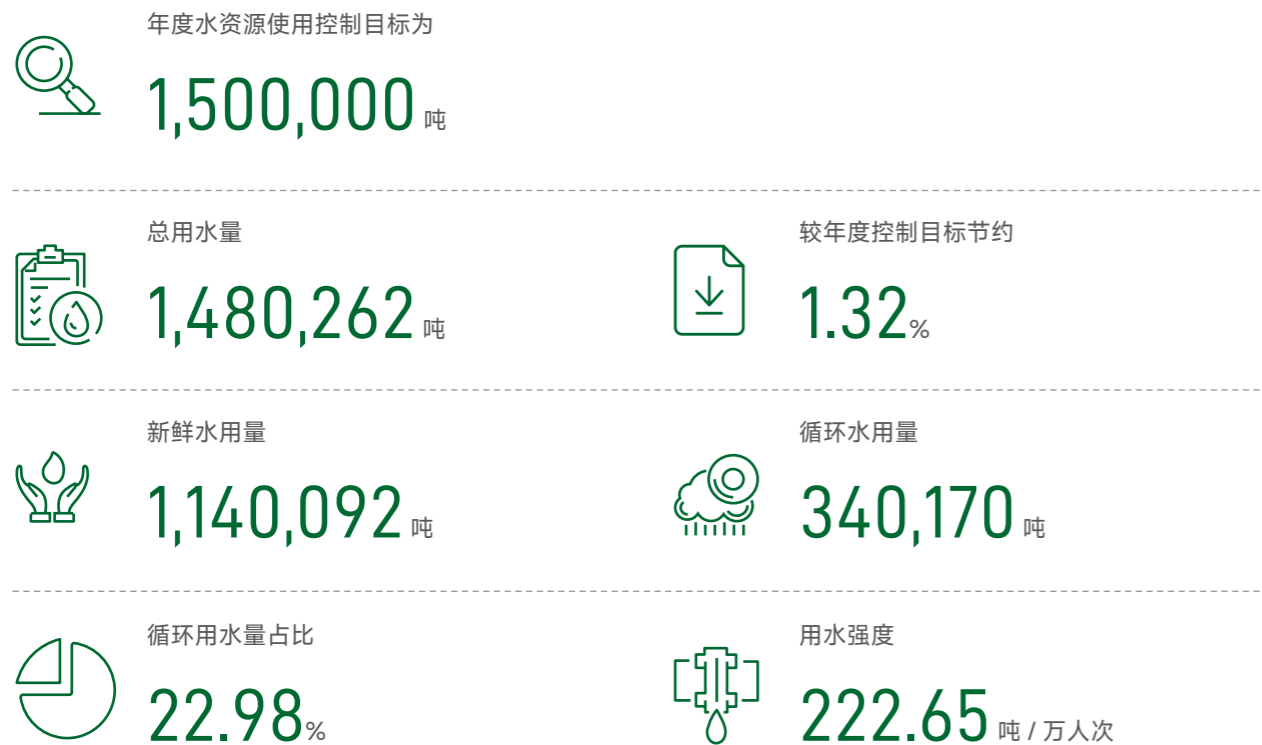 年度水资源使用控制目标为
1,500,000 吨
总用水量
1,480,262 吨
较年度控制目标节约
1.32%
新鲜水用量
1,140,092 吨
循环水用量
340,170 吨
循环用水量占比
22.98%
用水强度
222.65 吨 / 万人次